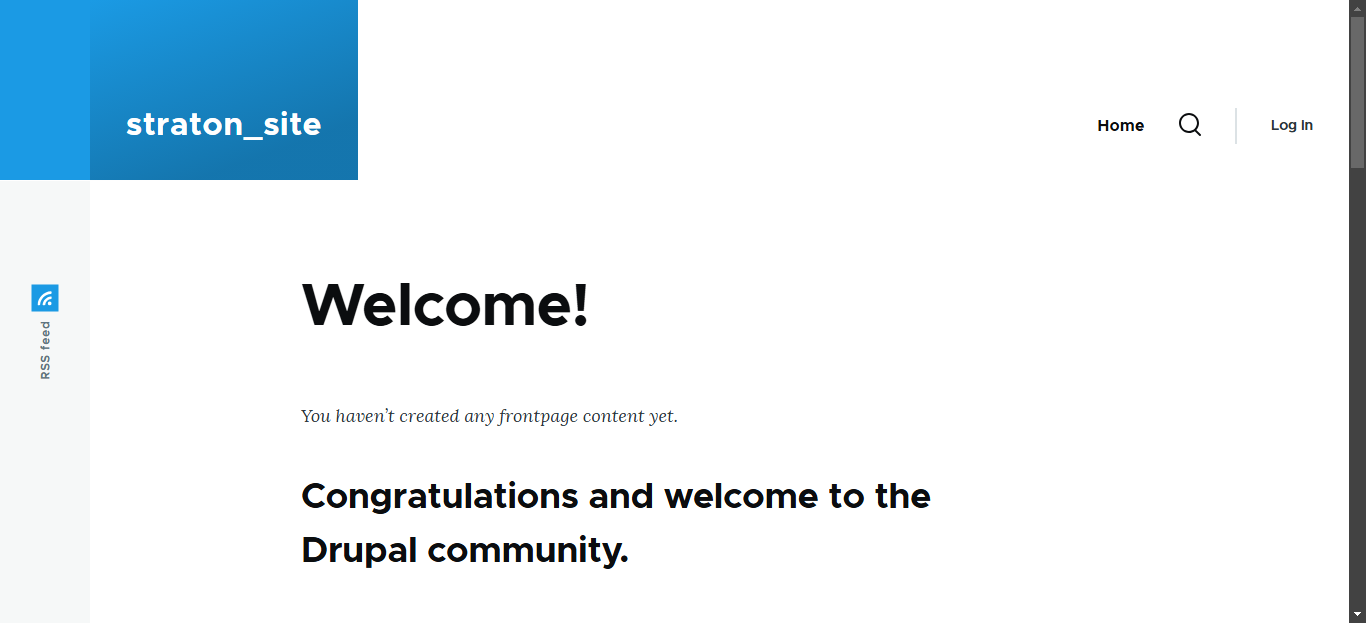 straton_site
Home
Log In
RSS feed
Welcome!
You haven’t created any frontpage content yet.
Congratulations and welcome to the
Drupal community.